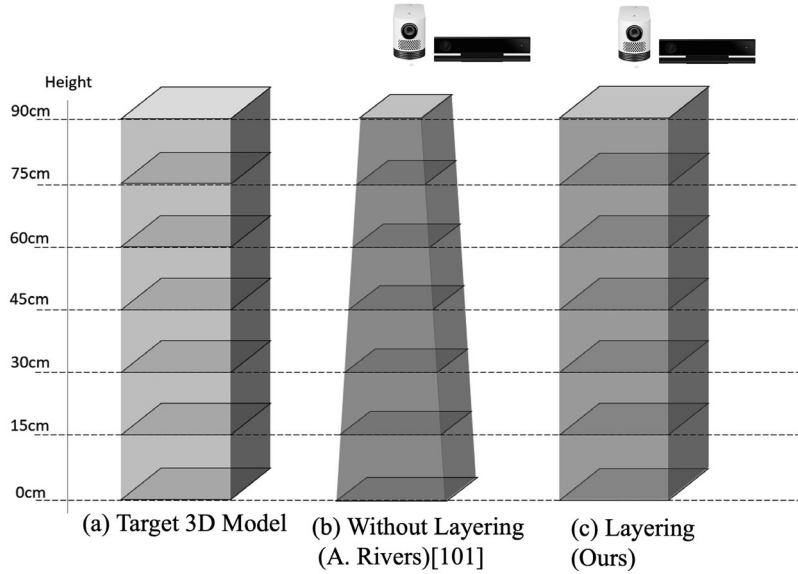 Height
90cm
75cm
60cm
45cm
30cm
15cm
0cm
(a) Target 3D Model
(b) Without Layering
(A. Rivers)[101]
(c) Layering
(Ours)